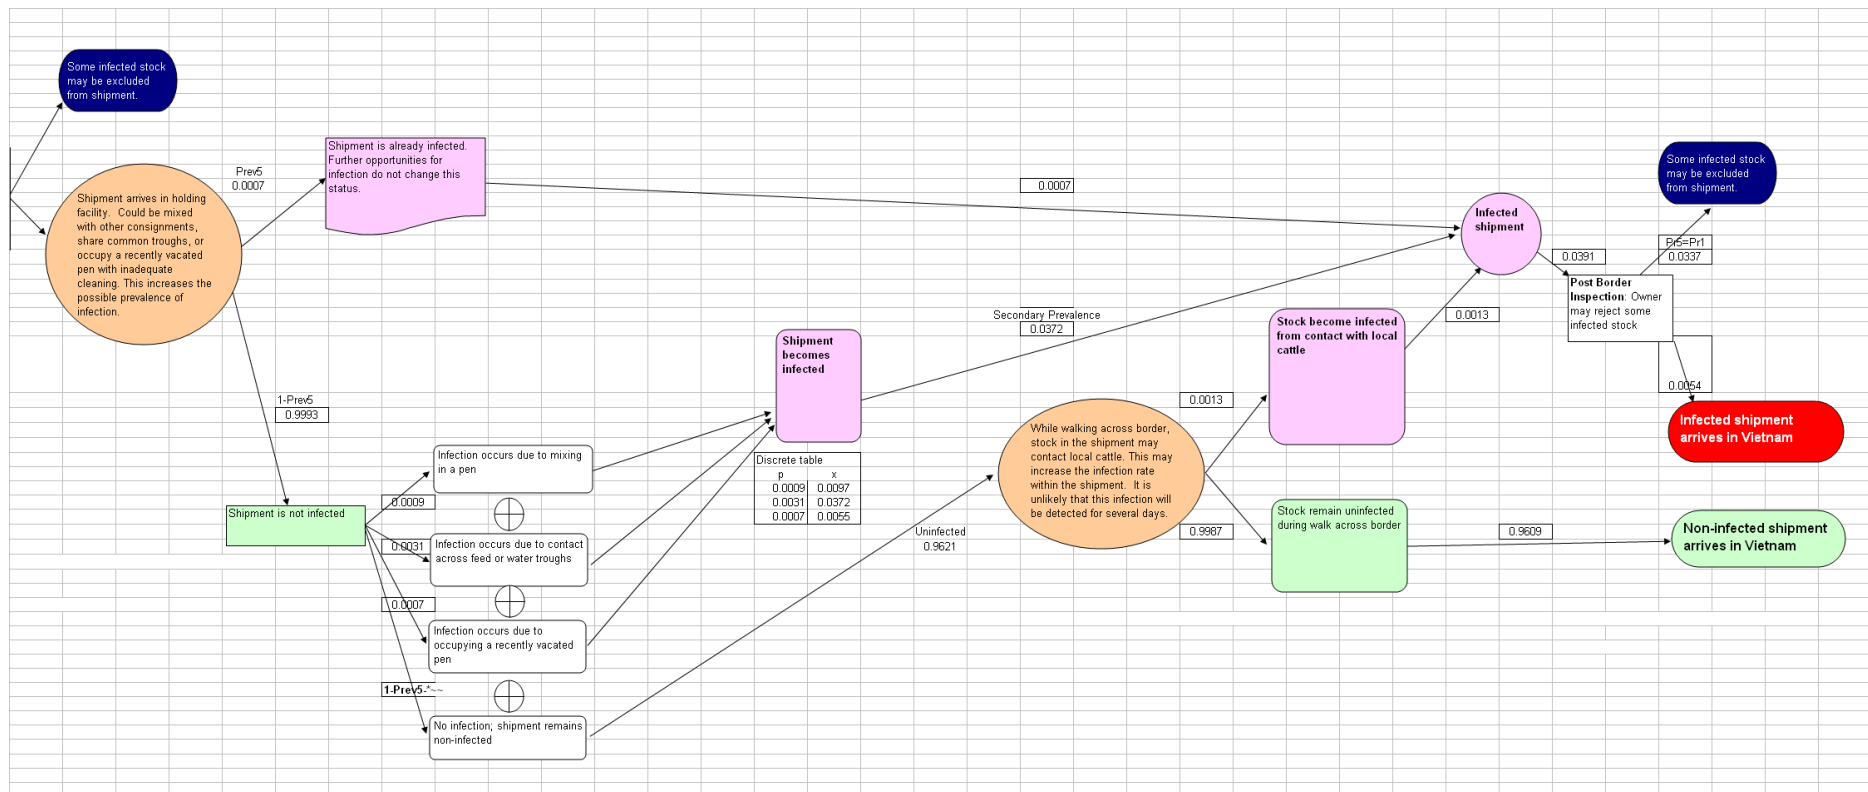 Some infected stock
may be excluded
from shipment.
Shipment arrives in holding
facility. Could be mixed
with other consignments,
share common troughs, or
occupy a recently vacated
pen with inadequate
cleaning. This increases the
possible prevalence of
infection.
Prev5
0.0007
Shipment is already infected.
Further opportunities for
infection do not change this
status.
0.0007
1-Prev5
0.9993
Shipment is not infected
0.0009
0.0031
0.0007
1-Prev5-*~~
Infection occurs due to mixing
in a pen
Infection occurs due to contact
across feed or water troughs
Infection occurs due to
occupying a recently vacated
pen
No infection; shipment remains
non-infected
Shipment
becomes
infected
Discrete table
p x
0.0009 0.0097
0.0031 0.0372
0.0007 0.0055
Secondary Prevalence
0.0372
Uninfected
0.9621
While walking across border,
stock in the shipment may
contact local cattle. This may
increase the infection rate
within the shipment. It is
unlikely that this infection will
be detected for several days.
0.0013
0.9987
Stock become infected
from contact with local
cattle
0.0013
Stock remain uninfected
during walk across border
0.9609
Infected
shipment
0.0391
Post Border
Inspection: Owner
may reject some
infected stock
Pr5=Pr1
0.0337
Some infected stock
may be excluded
from shipment.
0.0054
Infected shipment
arrives in Vietnam
Non-infected shipment
arrives in Vietnam